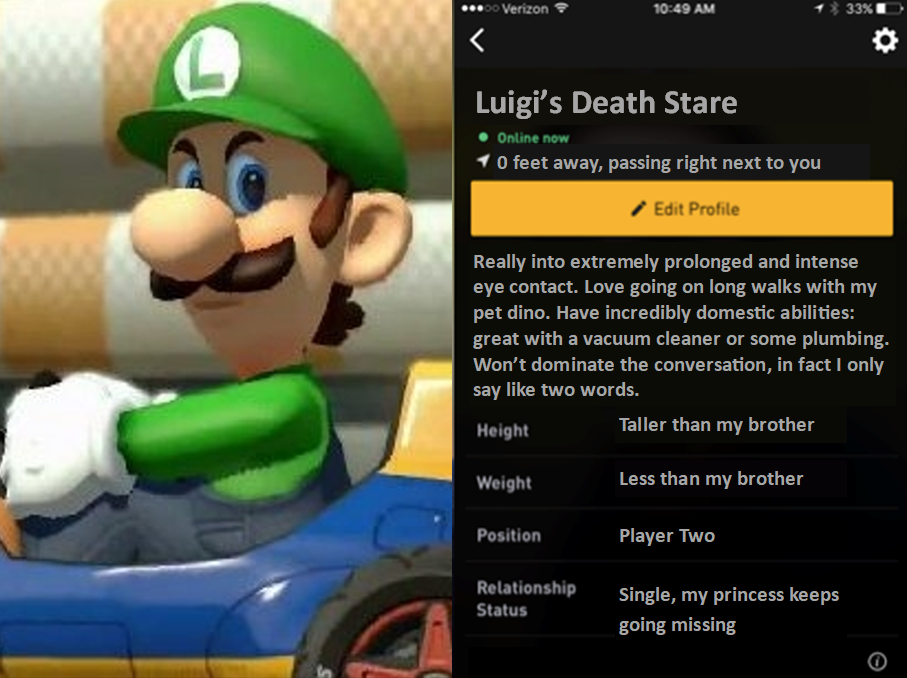 L
Verizon 10:49 AM 33%
Luigi’s Death Stare
Online now
0 feet away, passing right next to you
Edit Profile
Really into extremely prolonged and intense
eye contact. Love going on long walks with my
pet dino. Have incredibly domestic abilities:
great with a vacuum cleaner or some plumbing.
Won’t dominate the conversation, in fact I only
say like two words.
Height Taller than my brother
Weight Less than my brother
Position Player Two
Relationship
Status
Single, my princess keeps
going missing